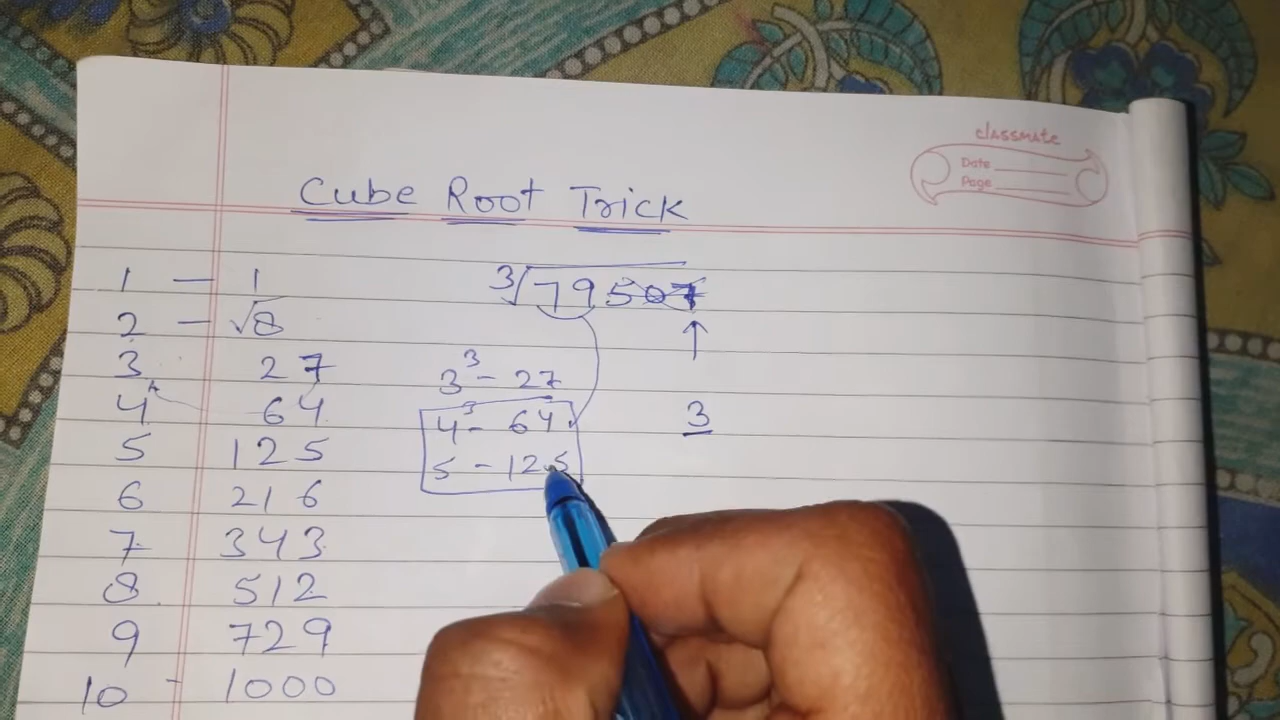 classmate
Date
Page
Cube Root Trick
1 — 1
2 - √8
3 27
4 64
5 125
6 216
7 343
8 512
9 729
10 - 1000
3√79507
3³ - 27
4³ - 64
5 - 125
3